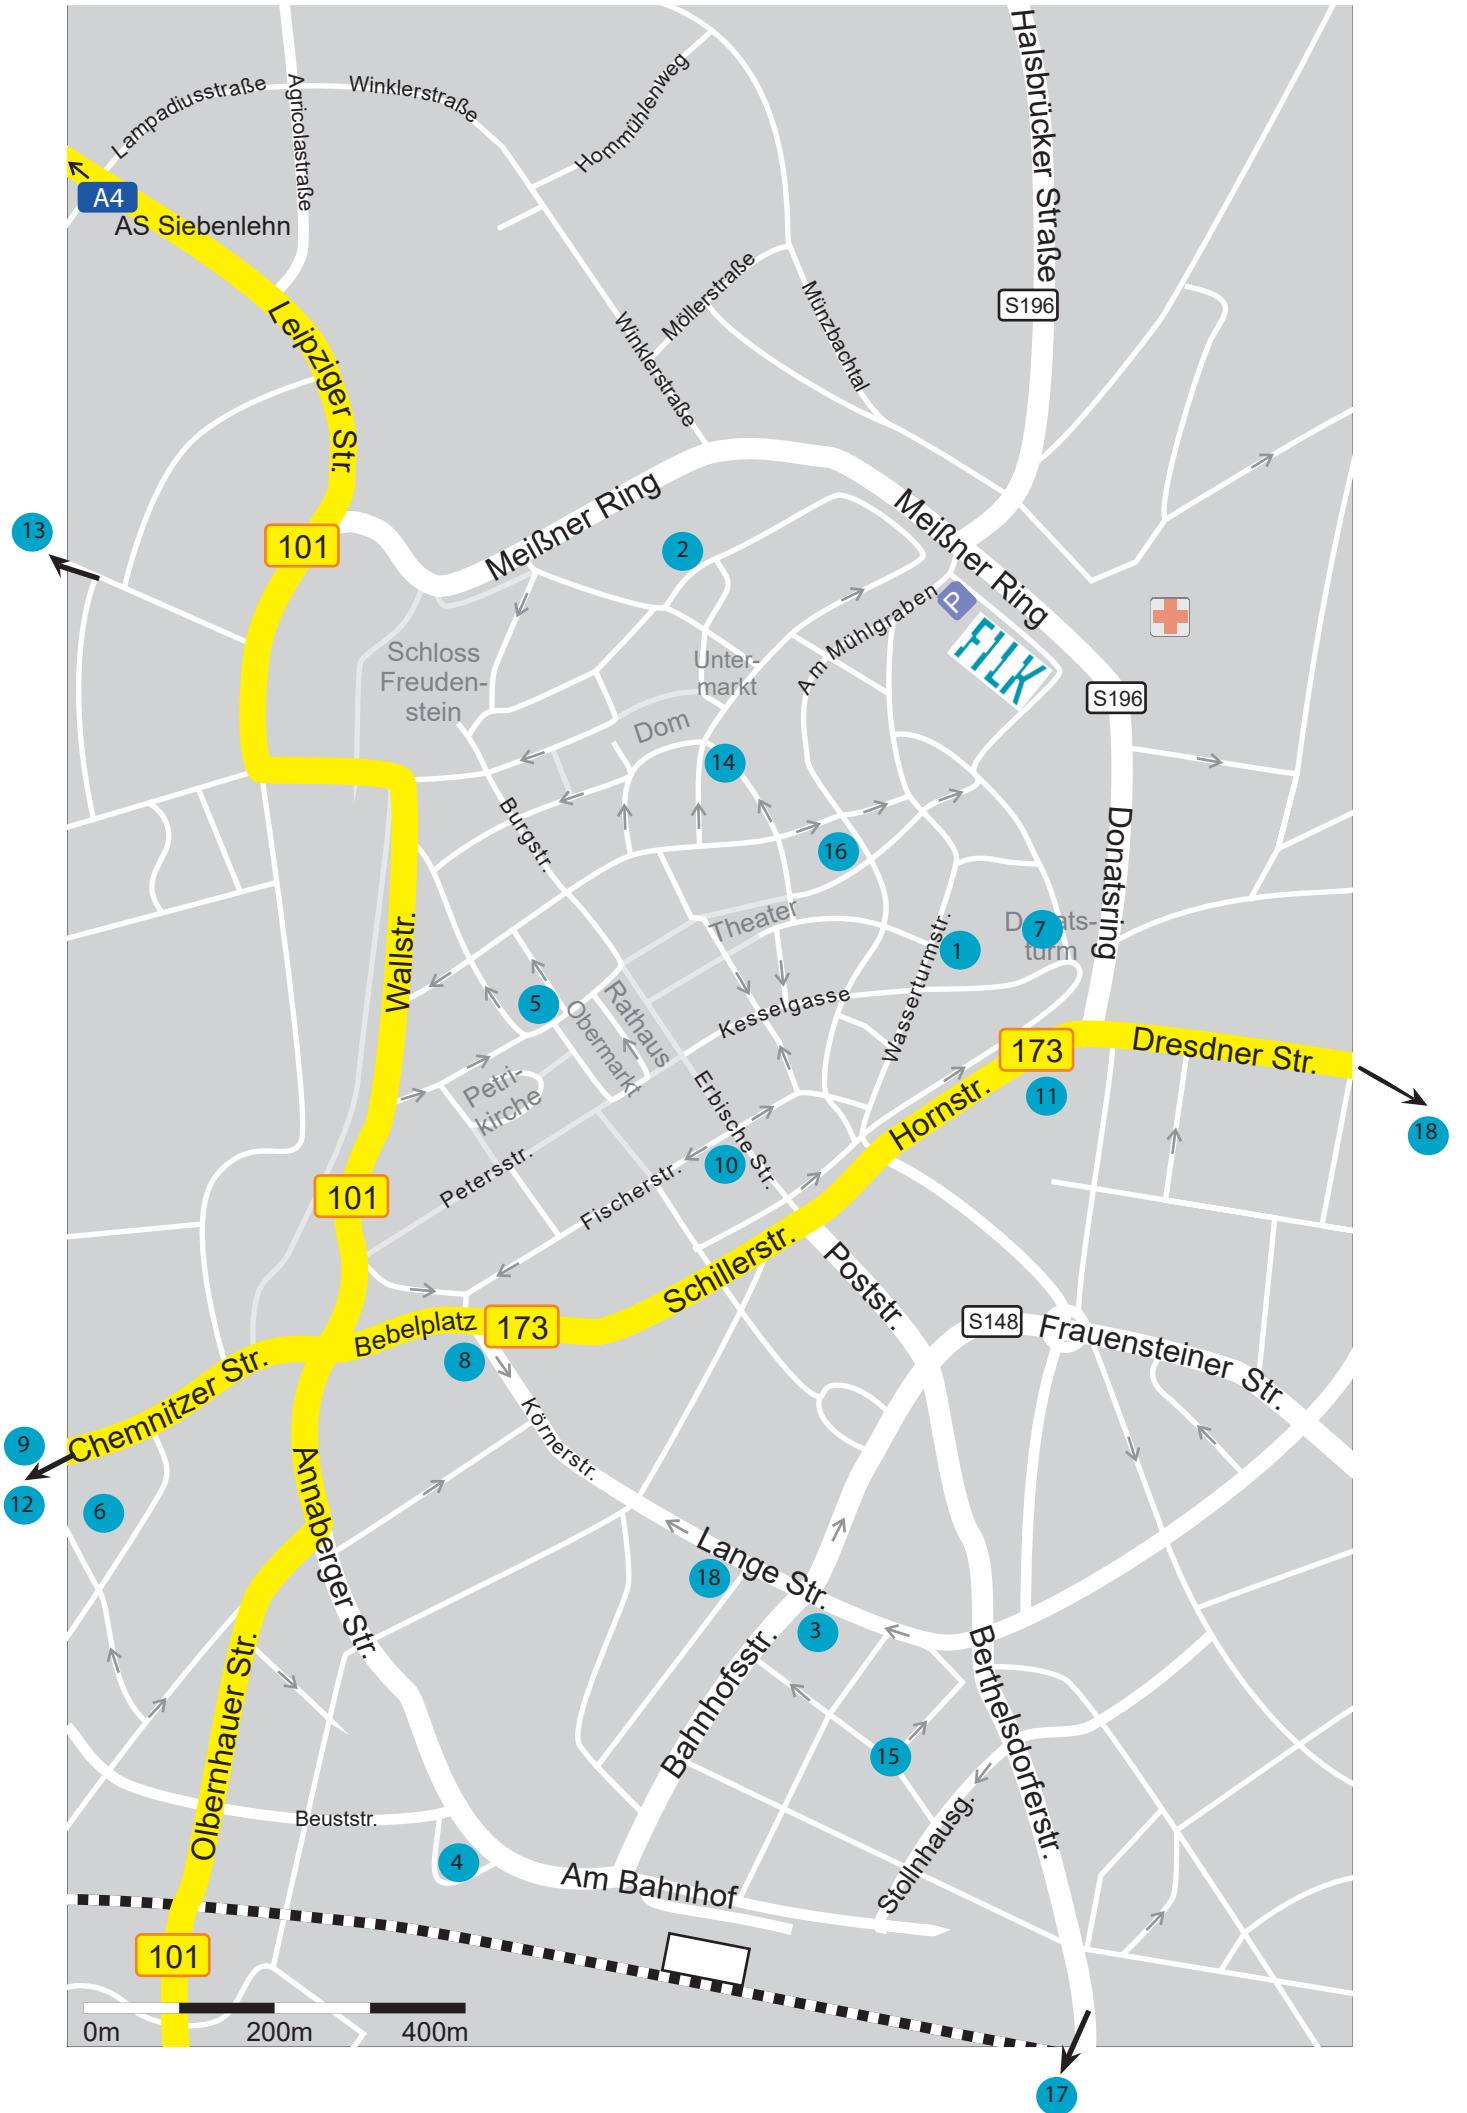 Halsbrücker Straße
Lampadiusstraße
Agricolastraße
Winklerstraße
Hommühlenweg
A4
AS Siebenlehn
Möllerstraße
Münzbachtal
S196
Leipziger Str.
Winklerstraße
Meißner Ring
Meißner Ring
13
101
2
Am Mühlgraben
P
FILK
Schloss
Freuden-
stein
Unter-
markt
S196
Dom
14
Burgstr.
16
Donatsring
Wallstr.
Theater
Wasserturmstr.
1
7
turm
5
Rathaus
Obermarkt
Kesselgasse
173
Dresdner Str.
Petri-
kirche
Erbische Str.
11
Hornstr.
18
10
Petersstr.
Fischerstr.
101
Schillerstr.
Poststr.
S148
Frauensteiner Str.
Bebelplatz
173
8
Chemnitzer Str.
Körnerstr.
9
12
6
Annaberger Str.
Lange Str.
18
3
Bahnhofsstr.
Berthelsdorferstr.
Olbernhauer Str.
15
Stollnhausg.
Beuststr.
4
Am Bahnhof
101
0m 200m 400m
17